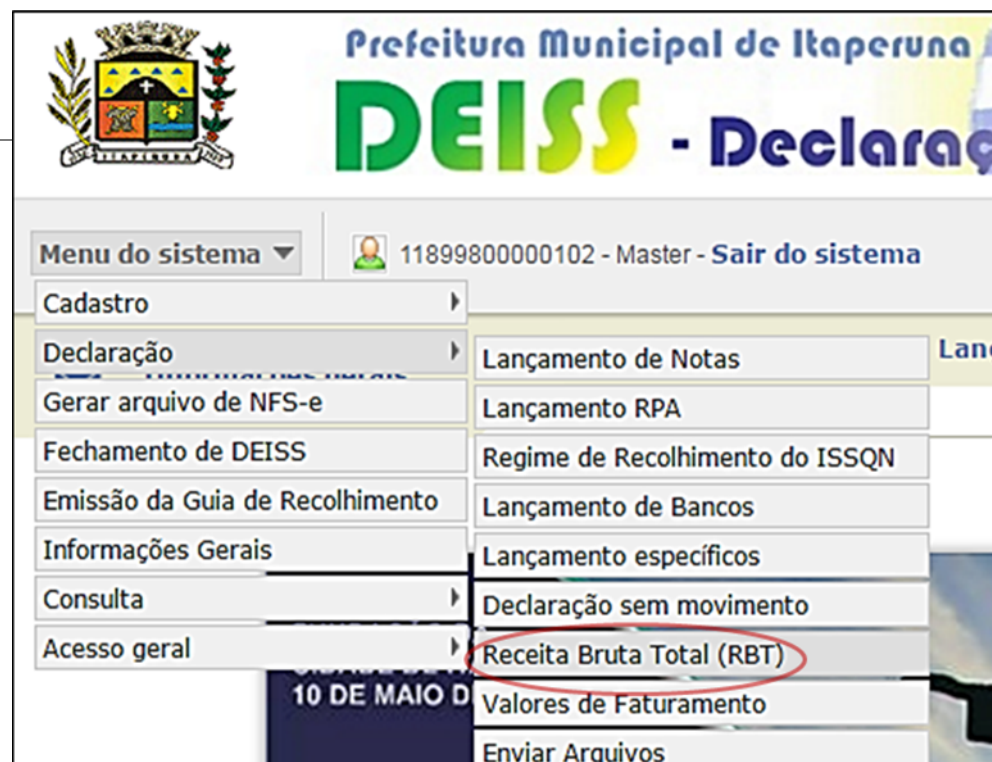 Prefeitura Municipal de Itaperuna
DEISS - Declaraç
ITAPERUNA
Menu do sistema
11899800000102 - Master - Sair do sistema
Cadastro
Declaração
Gerar arquivo de NFS-e
Fechamento de DEISS
Emissão da Guia de Recolhimento
Informações Gerais
Consulta
Acesso geral
Lançamento de Notas
Lançamento RPA
Regime de Recolhimento do ISSQN
Lançamento de Bancos
Lançamento específicos
Declaração sem movimento
Receita Bruta Total (RBT)
Valores de Faturamento
Enviar Arquivos
Lan
10 DE MAIO D